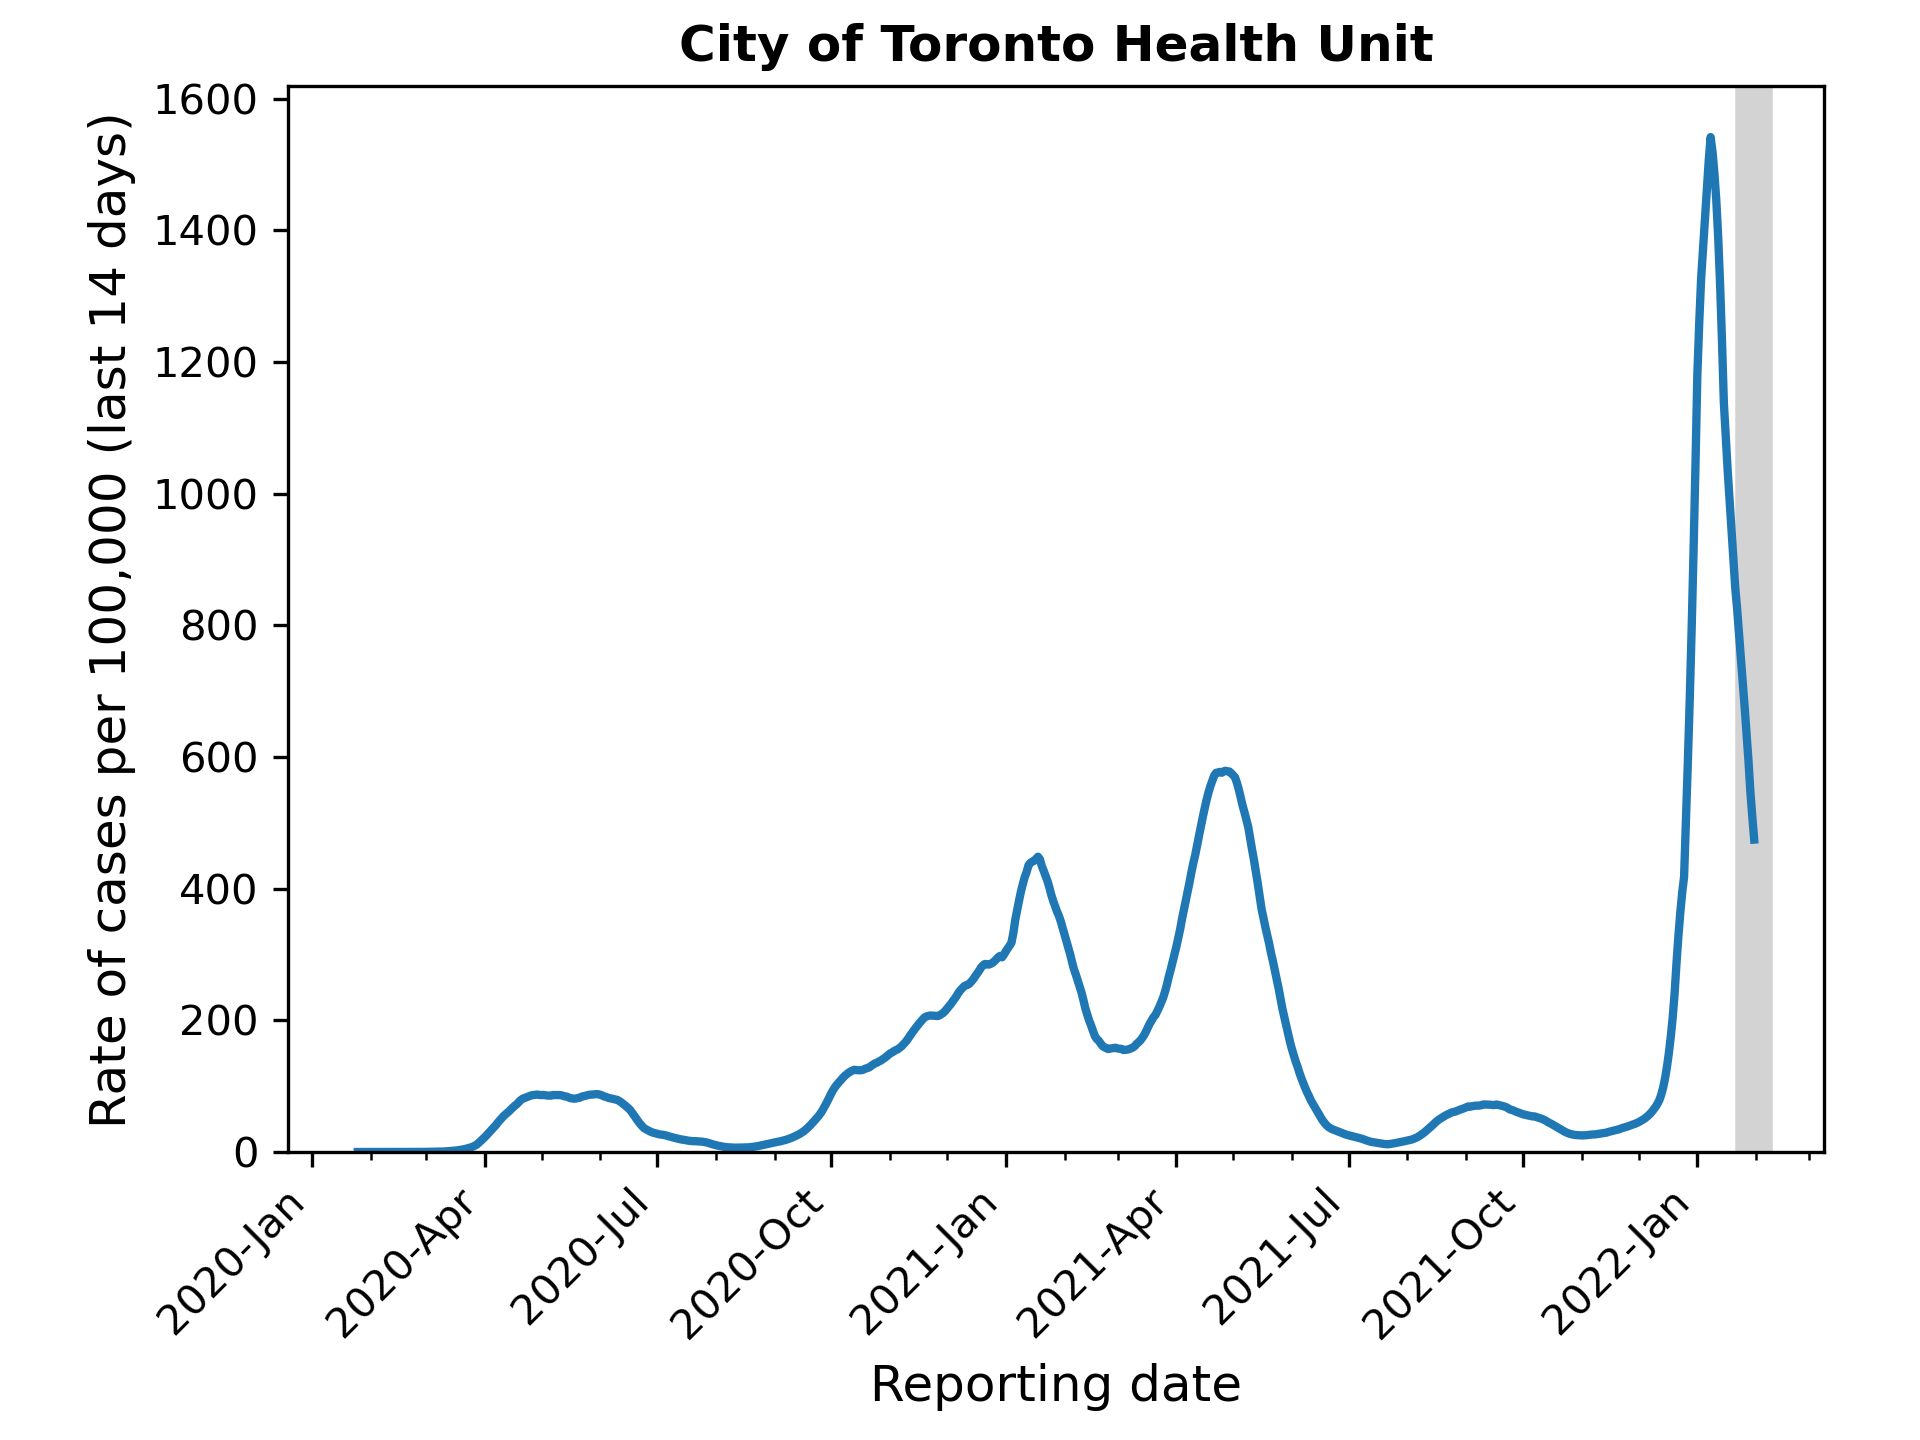 City of Toronto Health Unit
Rate of cases per 100,000 (last 14 days)
1600
1400
1200
1000
800
600
400
200
0
2020-Jan
2020-Apr
2020-Jul
2020-Oct
2021-Jan
2021-Apr
2021-Jul
2021-Oct
2022-Jan
Reporting date